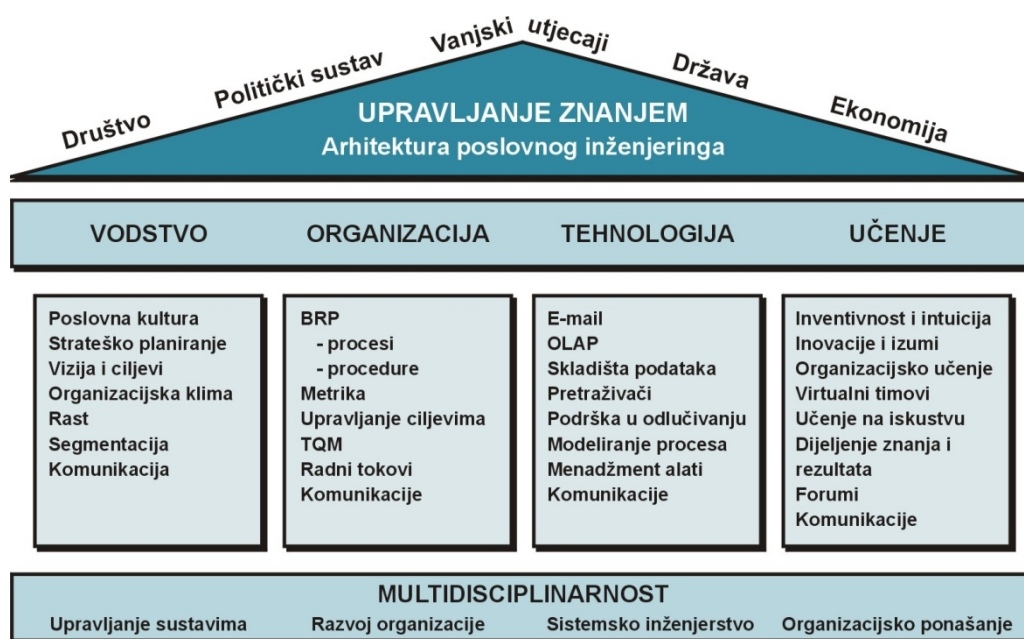 Društvo
Politički sustav
Vanjski utjecaji
Država
Ekonomija
UPRAVLJANJE ZNANJEM
Arhitektura poslovnog inženjeringa
VODSTVO
ORGANIZACIJA
TEHNOLOGIJA
UČENJE
Poslovna kultura
Strateško planiranje
Vizija i ciljevi
Organizacijska klima
Rast
Segmentacija
Komunikacija
BRP
- procesi
- procedure
Metrika
Upravljanje ciljevima
TQM
Radni tokovi
Komunikacije
E-mail
OLAP
Skladišta podataka
Pretraživači
Podrška u odlučivanju
Modeliranje procesa
Menadžment alati
Komunikacije
Inventivnost i intuicija
Inovacije i izumi
Organizacijsko učenje
Virtualni timovi
Učenje na iskustvu
Dijeljenje znanja i
rezultata
Forumi
Komunikacije
MULTIDISCIPLINARNOST
Upravljanje sustavima
Razvoj organizacije
Sistemsko inženjerstvo
Organizacijsko ponašanje